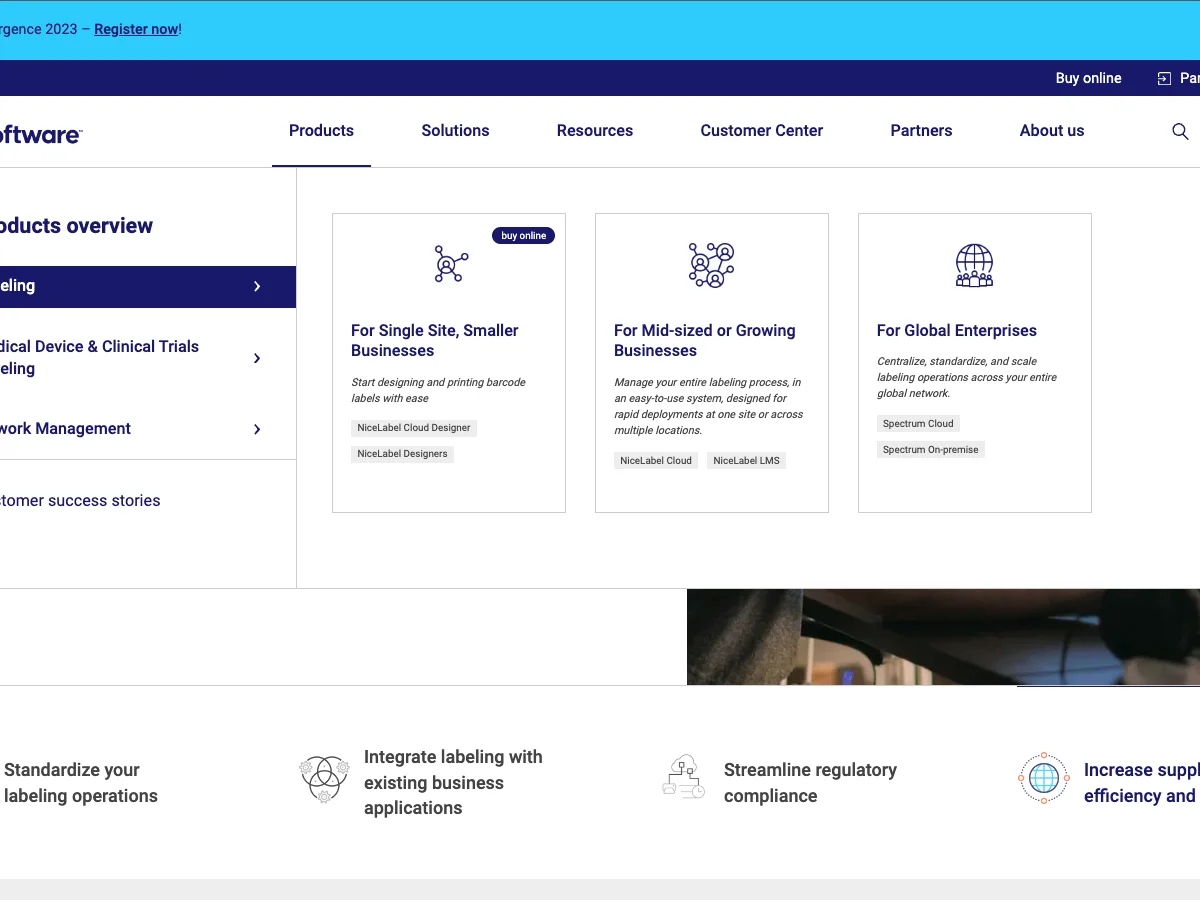 rgence 2023 – Register now!
Buy online
Par
oftware
Products
Solutions
Resources
Customer Center
Partners
About us
oducts overview
eling
dical Device & Clinical Trials
eling
work Management
tomer success stories
buy online
For Single Site, Smaller
Businesses
Start designing and printing barcode
labels with ease
NiceLabel Cloud Designer
NiceLabel Designers
For Mid-sized or Growing
Businesses
Manage your entire labeling process, in
an easy-to-use system, designed for
rapid deployments at one site or across
multiple locations.
NiceLabel Cloud
NiceLabel LMS
For Global Enterprises
Centralize, standardize, and scale
labeling operations across your entire
global network.
Spectrum Cloud
Spectrum On-premise
Standardize your
labeling operations
Integrate labeling with
existing business
applications
Streamline regulatory
compliance
Increase suppl
efficiency and